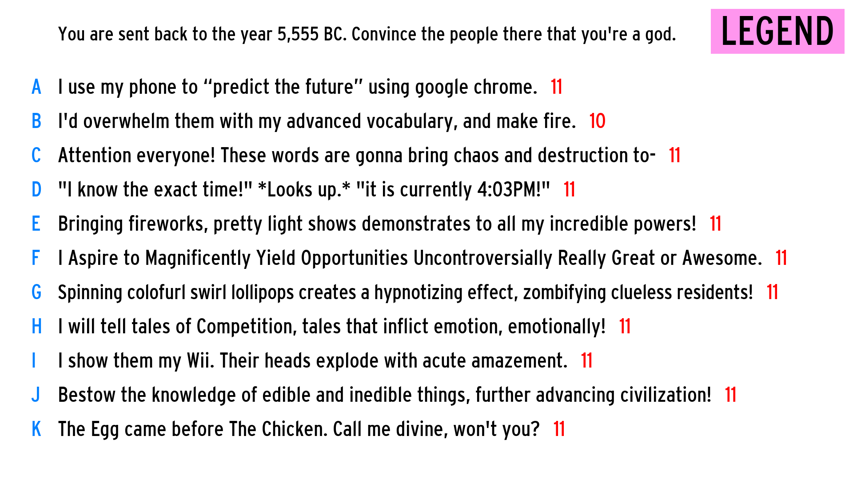 You are sent back to the year 5,555 BC. Convince the people there that you're a god.
LEGEND
A I use my phone to “predict the future” using google chrome. 11
B I'd overwhelm them with my advanced vocabulary, and make fire. 10
C Attention everyone! These words are gonna bring chaos and destruction to- 11
D "I know the exact time!" *Looks up.* "it is currently 4:03PM!" 11
E Bringing fireworks, pretty light shows demonstrates to all my incredible powers! 11
F I Aspire to Magnificently Yield Opportunities Uncontroversially Really Great or Awesome. 11
G Spinning colofurl swirl lollipops creates a hypnotizing effect, zombifying clueless residents! 11
H I will tell tales of Competition, tales that inflict emotion, emotionally! 11
I I show them my Wii. Their heads explode with acute amazement. 11
J Bestow the knowledge of edible and inedible things, further advancing civilization! 11
K The Egg came before The Chicken. Call me divine, won't you? 11